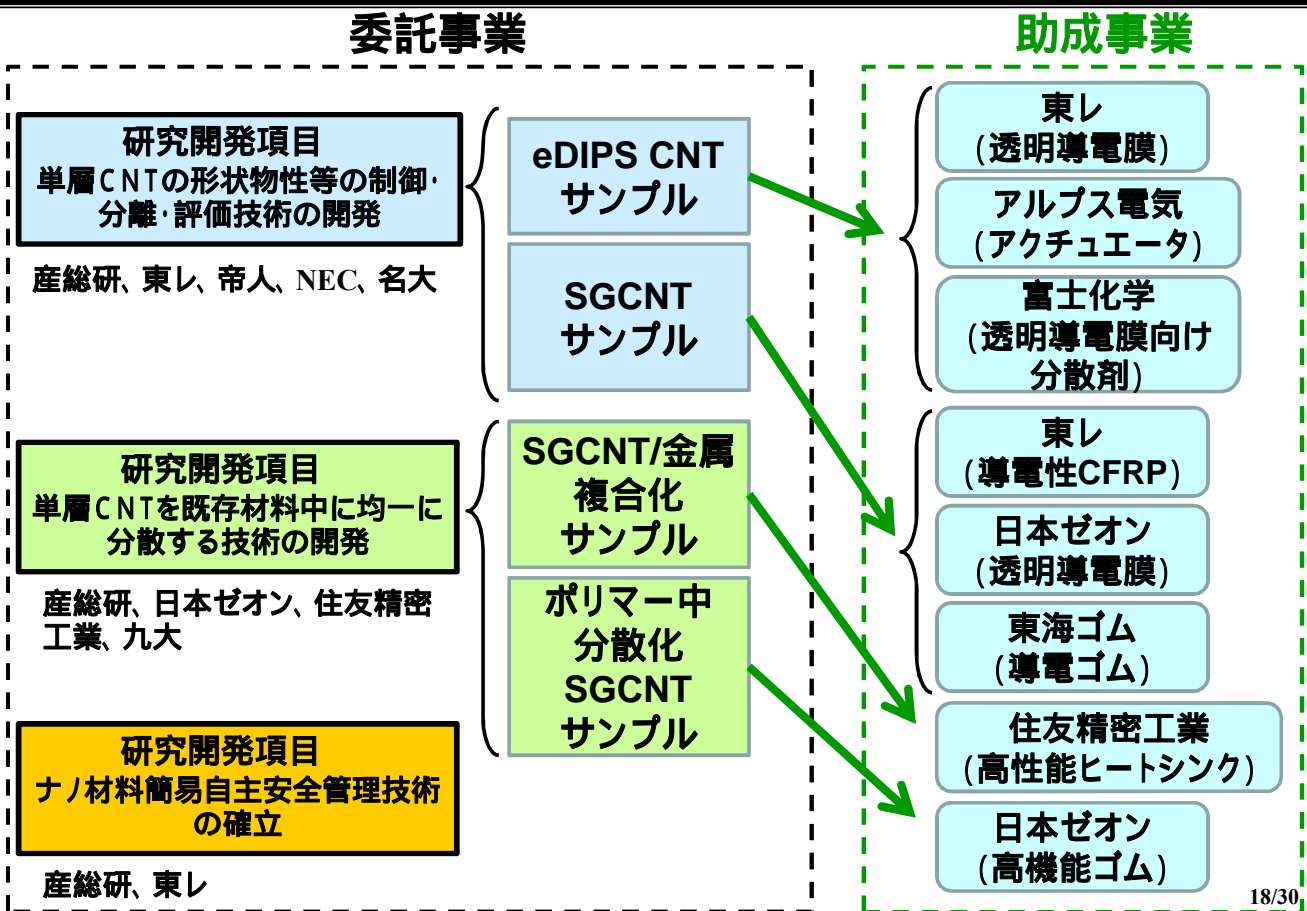 委託事業
助成事業
研究開発項目
単層CNTの形状物性等の制御・
分離・評価技術の開発
産総研、東レ、帝人、NEC、名大
eDIPS CNT
サンプル
SGCNT
サンプル
研究開発項目
単層CNTを既存材料中に均一に
分散する技術の開発
産総研、日本ゼオン、住友精密
工業、九大
SGCNT/金属
複合化
サンプル
ポリマー中
分散化
SGCNT
サンプル
研究開発項目
ナノ材料簡易自主安全管理技術
の確立
産総研、東レ
東レ
(透明導電膜)
アルプス電気
(アクチュエータ)
富士化学
(透明導電膜向け
分散剤)
東レ
(導電性CFRP)
日本ゼオン
(透明導電膜)
東海ゴム
(導電ゴム)
住友精密工業
(高性能ヒートシンク)
日本ゼオン
(高機能ゴム)
18/30